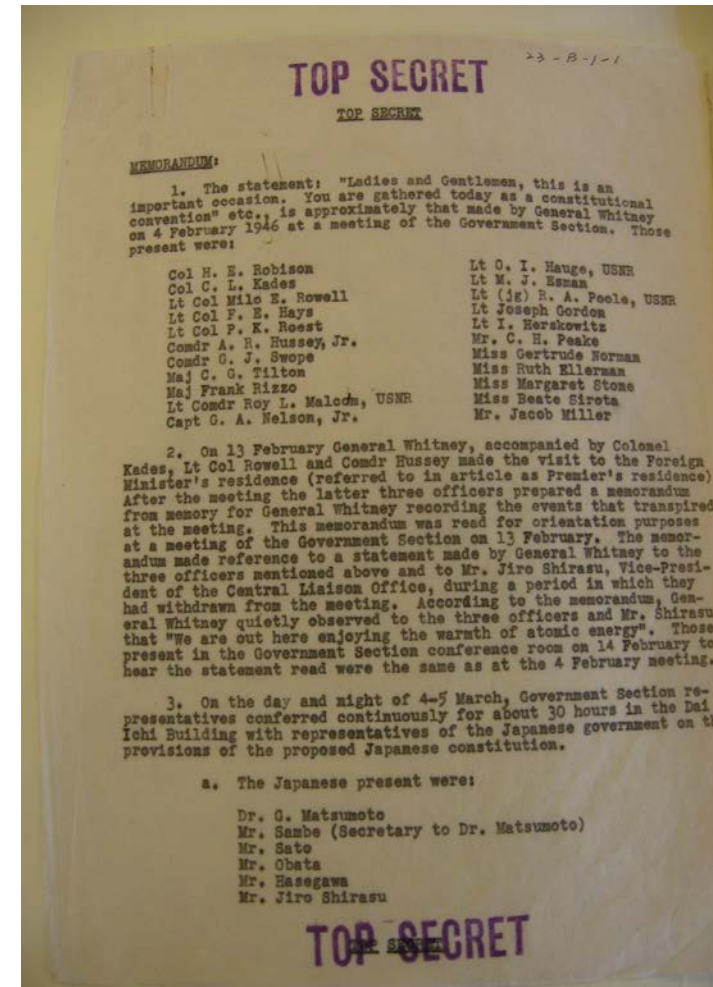 23-B-1-1
TOP SECRET
TOP SECRET
MEMORANDUM:
1. The statement: "Ladies and Gentlemen, this is an
important occasion. You are gathered today as a constitutional
convention" etc., is approximately that made by General Whitney
on 4 February 1946 at a meeting of the Government Section. Those
present were:
Col H. E. Robison
Col C. L. Kades
Lt Col Milo E. Rowell
Lt Col F. E. Hays
Lt Col P. K. Roest
Comdr A. R. Hussey, Jr.
Comdr G. J. Swope
Maj C. G. Tilton
Maj Frank Rizzo
Lt Comdr Roy L. Malcom, USNR
Capt G. A. Nelson, Jr.
Lt O. I. Hauge, USNR
Lt M. J. Esman
Lt (jg) R. A. Poole, USNR
Lt Joseph Gordon
Lt I. Herskowitz
Mr. C. H. Peake
Miss Gertrude Norman
Miss Ruth Ellerman
Miss Margaret Stone
Miss Beate Sirota
Mr. Jacob Miller
2. On 13 February General Whitney, accompanied by Colonel
Kades, Lt Col Rowell and Comdr Hussey made the visit to the Foreign
Minister's residence (referred to in article as Premier's residence)
After the meeting the latter three officers prepared a memorandum
from memory for General Whitney recording the events that transpired
at the meeting. This memorandum was read for orientation purposes
at a meeting of the Government Section on 13 February. The memor-
andum made reference to a statement made by General Whitney to the
three officers mentioned above and to Mr. Jiro Shirasu, Vice-Presi-
dent of the Central Liaison Office, during a period in which they
had withdrawn from the meeting. According to the memorandum, Gen-
eral Whitney quietly observed to the three officers and Mr. Shirasu
that "We are out here enjoying the warmth of atomic energy". Those
present in the Government Section conference room on 14 February to
hear the statement read were the same as at the 4 February meeting.
3. On the day and night of 4-5 March, Government Section re-
presentatives conferred continuously for about 30 hours in the Dai
Ichi Building with representatives of the Japanese government on th
provisions of the proposed Japanese constitution.
a. The Japanese present were:
Dr. G. Matsumoto
Mr. Sambe (Secretary to Dr. Matsumoto)
Mr. Sato
Mr. Obata
Mr. Hasegawa
Mr. Jiro Shirasu
TOP SECRET
TOP SECRET